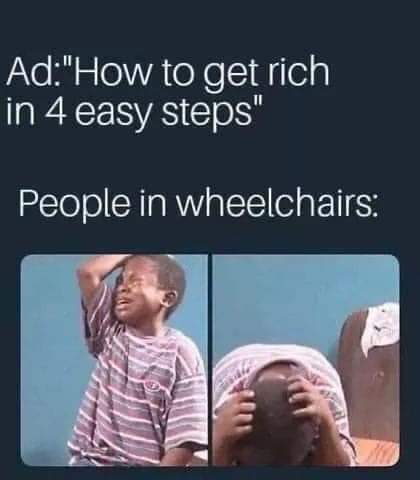 Ad:"How to get rich
in 4 easy steps"
People in wheelchairs: